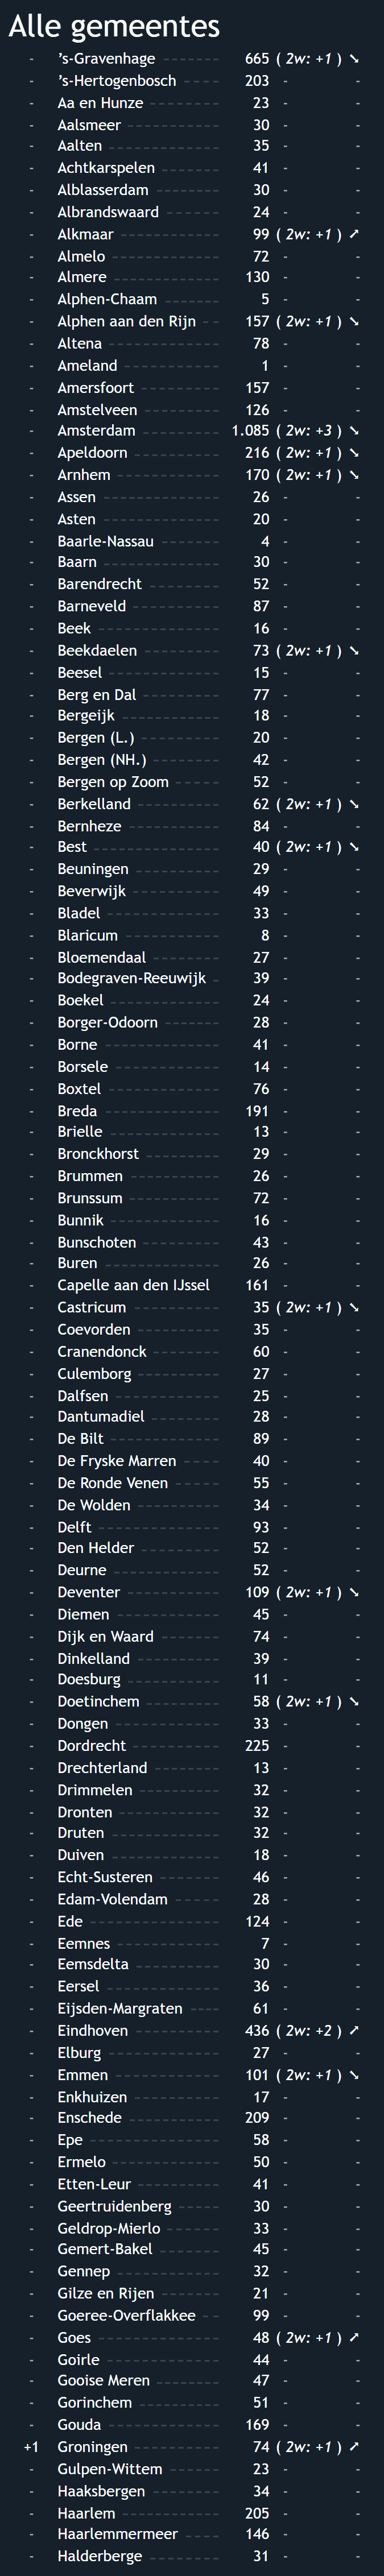 Alle gemeentes
- 's-Gravenhage 665 ( 2w: +1 ) ➘
- 's-Hertogenbosch 203 - -
- Aa en Hunze 23 - -
- Aalsmeer 30 - -
- Aalten 35 - -
- Achtkarspelen 41 - -
- Alblasserdam 30 - -
- Albrandswaard 24 - -
- Alkmaar 99 ( 2w: +1 ) ➚
- Almelo 72 - -
- Almere 130 - -
- Alphen-Chaam 5 - -
- Alphen aan den Rijn 157 ( 2w: +1 ) ➘
- Altena 78 - -
- Ameland 1 - -
- Amersfoort 157 - -
- Amstelveen 126 - -
- Amsterdam 1.085 ( 2w: +3 ) ➘
- Apeldoorn 216 ( 2w: +1 ) ➘
- Arnhem 170 ( 2w: +1 ) ➘
- Assen 26 - -
- Asten 20 - -
- Baarle-Nassau 4 - -
- Baarn 30 - -
- Barendrecht 52 - -
- Barneveld 87 - -
- Beek 16 - -
- Beekdaelen 73 ( 2w: +1 ) ➘
- Beesel 15 - -
- Berg en Dal 77 - -
- Bergeijk 18 - -
- Bergen (L.) 20 - -
- Bergen (NH.) 42 - -
- Bergen op Zoom 52 - -
- Berkelland 62 ( 2w: +1 ) ➘
- Bernheze 84 - -
- Best 40 ( 2w: +1 ) ➘
- Beuningen 29 - -
- Beverwijk 49 - -
- Bladel 33 - -
- Blaricum 8 - -
- Bloemendaal 27 - -
- Bodegraven-Reeuwijk 39 - -
- Boekel 24 - -
- Borger-Odoorn 28 - -
- Borne 41 - -
- Borsele 14 - -
- Boxtel 76 - -
- Breda 191 - -
- Brielle 13 - -
- Bronckhorst 29 - -
- Brummen 26 - -
- Brunssum 72 - -
- Bunnik 16 - -
- Bunschoten 43 - -
- Buren 26 - -
- Capelle aan den IJssel 161 - -
- Castricum 35 ( 2w: +1 ) ➘
- Coevorden 35 - -
- Cranendonck 60 - -
- Culemborg 27 - -
- Dalfsen 25 - -
- Dantumadiel 28 - -
- De Bilt 89 - -
- De Fryske Marren 40 - -
- De Ronde Venen 55 - -
- De Wolden 34 - -
- Delft 93 - -
- Den Helder 52 - -
- Deurne 52 - -
- Deventer 109 ( 2w: +1 ) ➘
- Diemen 45 - -
- Dijk en Waard 74 - -
- Dinkelland 39 - -
- Doesburg 11 - -
- Doetinchem 58 ( 2w: +1 ) ➘
- Dongen 33 - -
- Dordrecht 225 - -
- Drechterland 13 - -
- Drimmelen 32 - -
- Dronten 32 - -
- Druten 32 - -
- Duiven 18 - -
- Echt-Susteren 46 - -
- Edam-Volendam 28 - -
- Ede 124 - -
- Eemnes 7 - -
- Eemsdelta 30 - -
- Eersel 36 - -
- Eijsden-Margraten 61 - -
- Eindhoven 436 ( 2w: +2 ) ➚
- Elburg 27 - -
- Emmen 101 ( 2w: +1 ) ➘
- Enkhuizen 17 - -
- Enschede 209 - -
- Epe 58 - -
- Ermelo 50 - -
- Etten-Leur 41 - -
- Geertruidenberg 30 - -
- Geldrop-Mierlo 33 - -
- Gemert-Bakel 45 - -
- Gennep 32 - -
- Gilze en Rijen 21 - -
- Goeree-Overflakkee 99 - -
- Goes 48 ( 2w: +1 ) ➚
- Goirle 44 - -
- Gooise Meren 47 - -
- Gorinchem 51 - -
- Gouda 169 - -
+1 Groningen 74 ( 2w: +1 ) ➚
- Gulpen-Wittem 23 - -
- Haaksbergen 34 - -
- Haarlem 205 - -
- Haarlemmermeer 146 - -
- Halderberge 31 - -